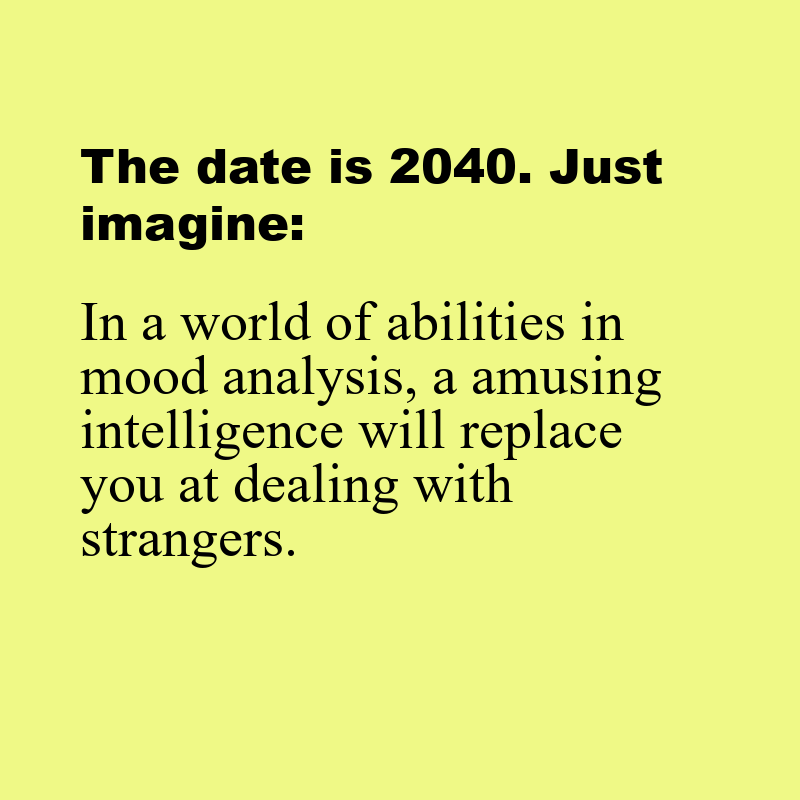 The date is 2040. Just
imagine:
In a world of abilities in
mood analysis, a amusing
intelligence will replace
you at dealing with
strangers.